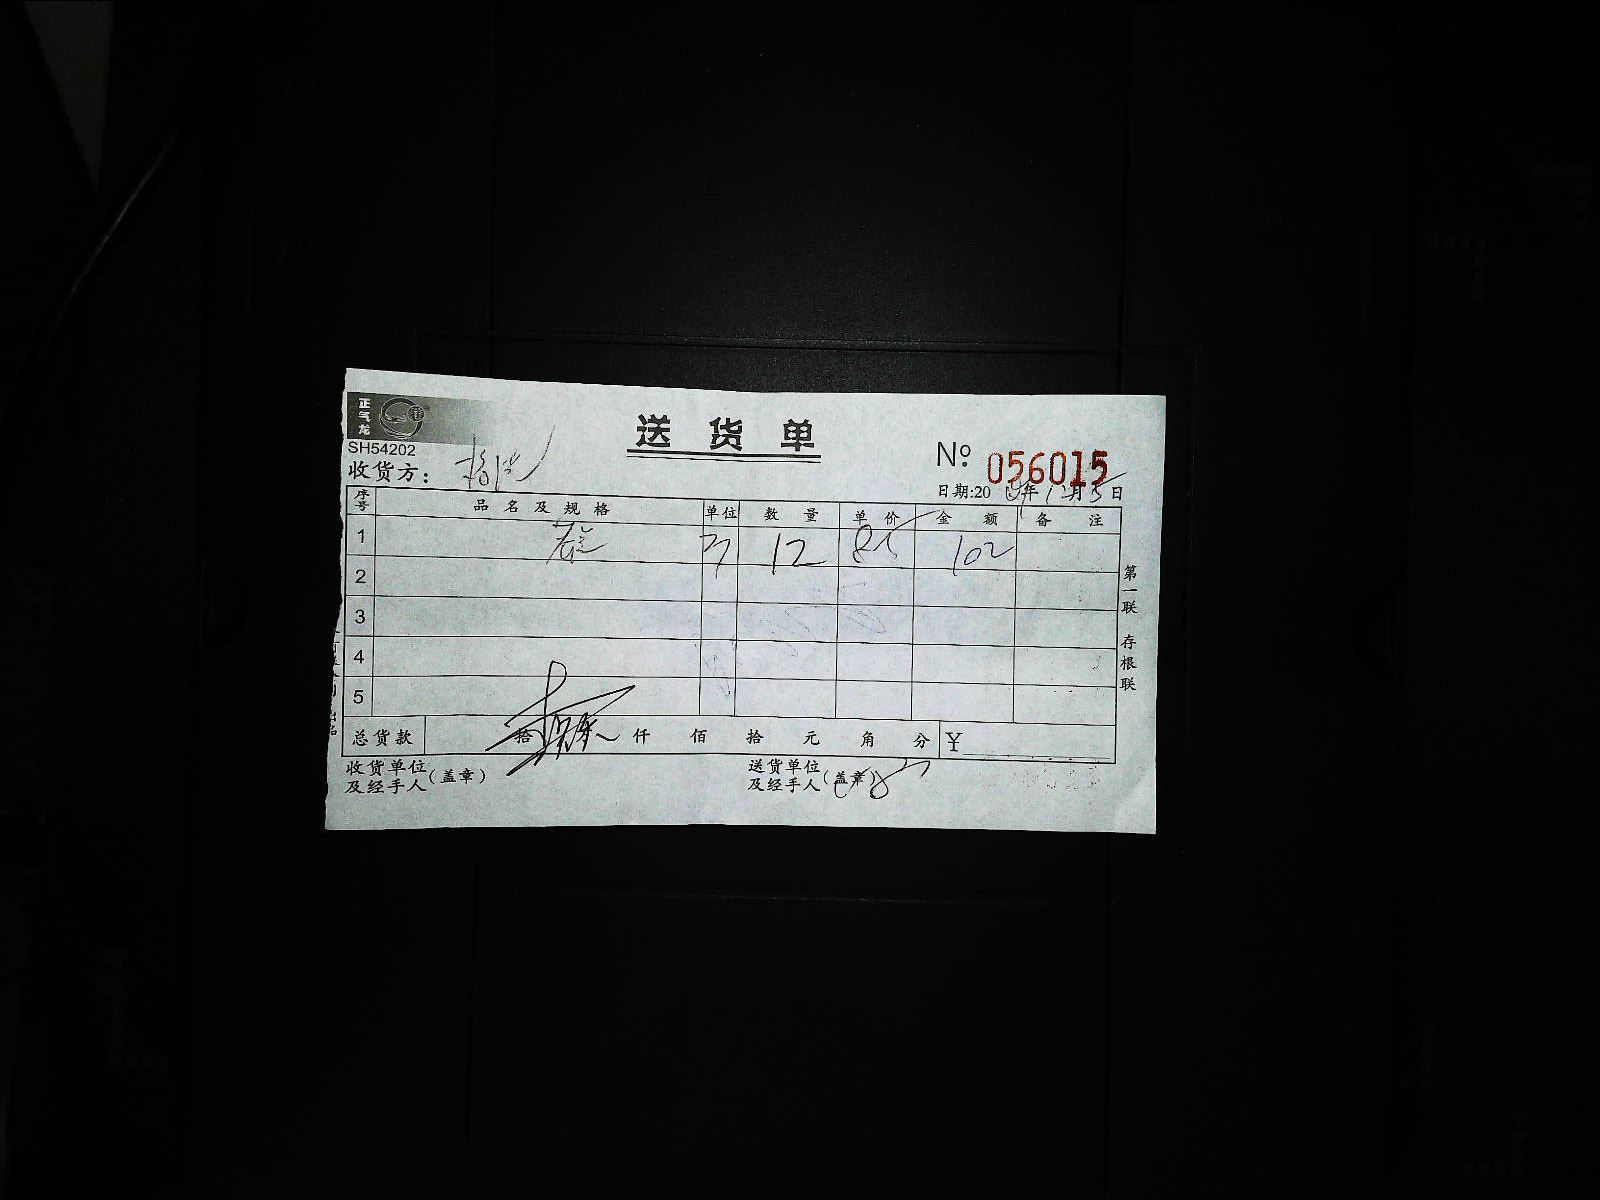 正气龙
SH54202
送货单
收货方:
№ 056015
日期:20 年12月5日
序号 品名及规格 单位 数量 单价 金额 备注
1 12 85 102
2
3
4
5
总货款 拾 仟 佰 拾 元 角 分 ¥
收货单位及经手人(盖章)
送货单位及经手人(盖章)
第一联 存根联